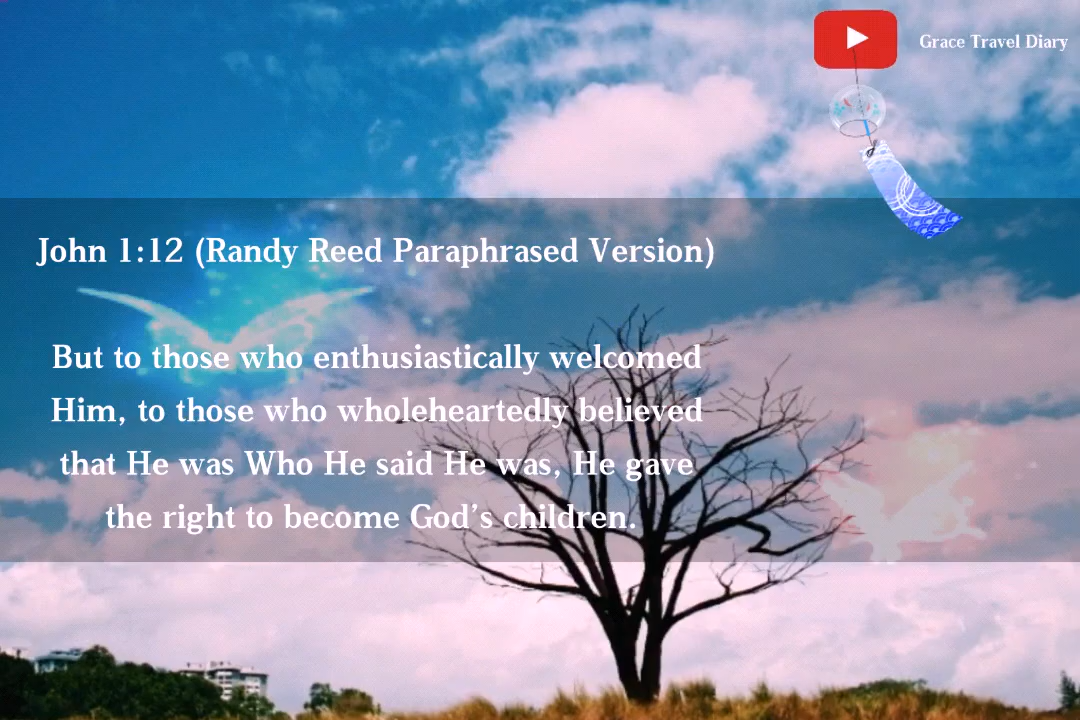 Grace Travel Diary
John 1:12 (Randy Reed Paraphrased Version)
But to those who enthusiastically welcomed
Him, to those who wholeheartedly believed
that He was Who He said He was, He gave
the right to become God's children.